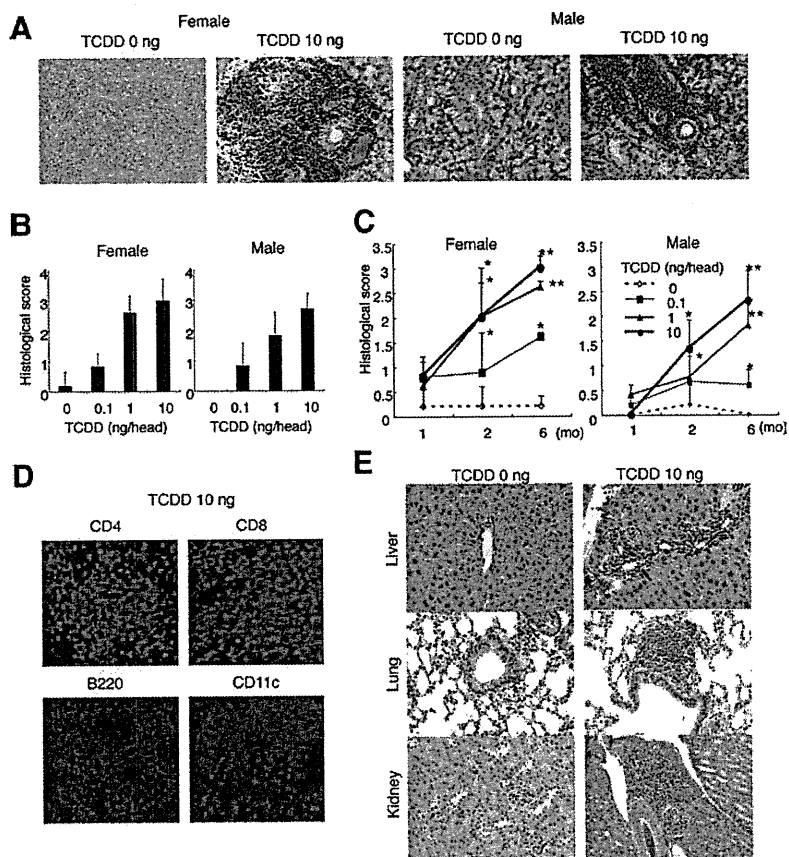 A
Female
Male
TCDD 0 ng
TCDD 10 ng
TCDD 0 ng
TCDD 10 ng
B
Female
Male
Histological score
4
3
2
1
0
4
3
2
1
0
0 0.1 1 10
0 0.1 1 10
TCDD (ng/head)
TCDD (ng/head)
C
Female
Male
Histological score
3.5
3
2.5
2
1.5
1
0.5
0
3.5
3
2.5
2
1.5
1
0.5
0
TCDD (ng/head)
0
0.1
1
10
*
*
*
**
**
*
*
*
**
**
*
1 2 6 (mo)
1 2 6 (mo)
D
TCDD 10 ng
CD4
CD8
B220
CD11c
E
TCDD 0 ng
TCDD 10 ng
Liver
Lung
Kidney